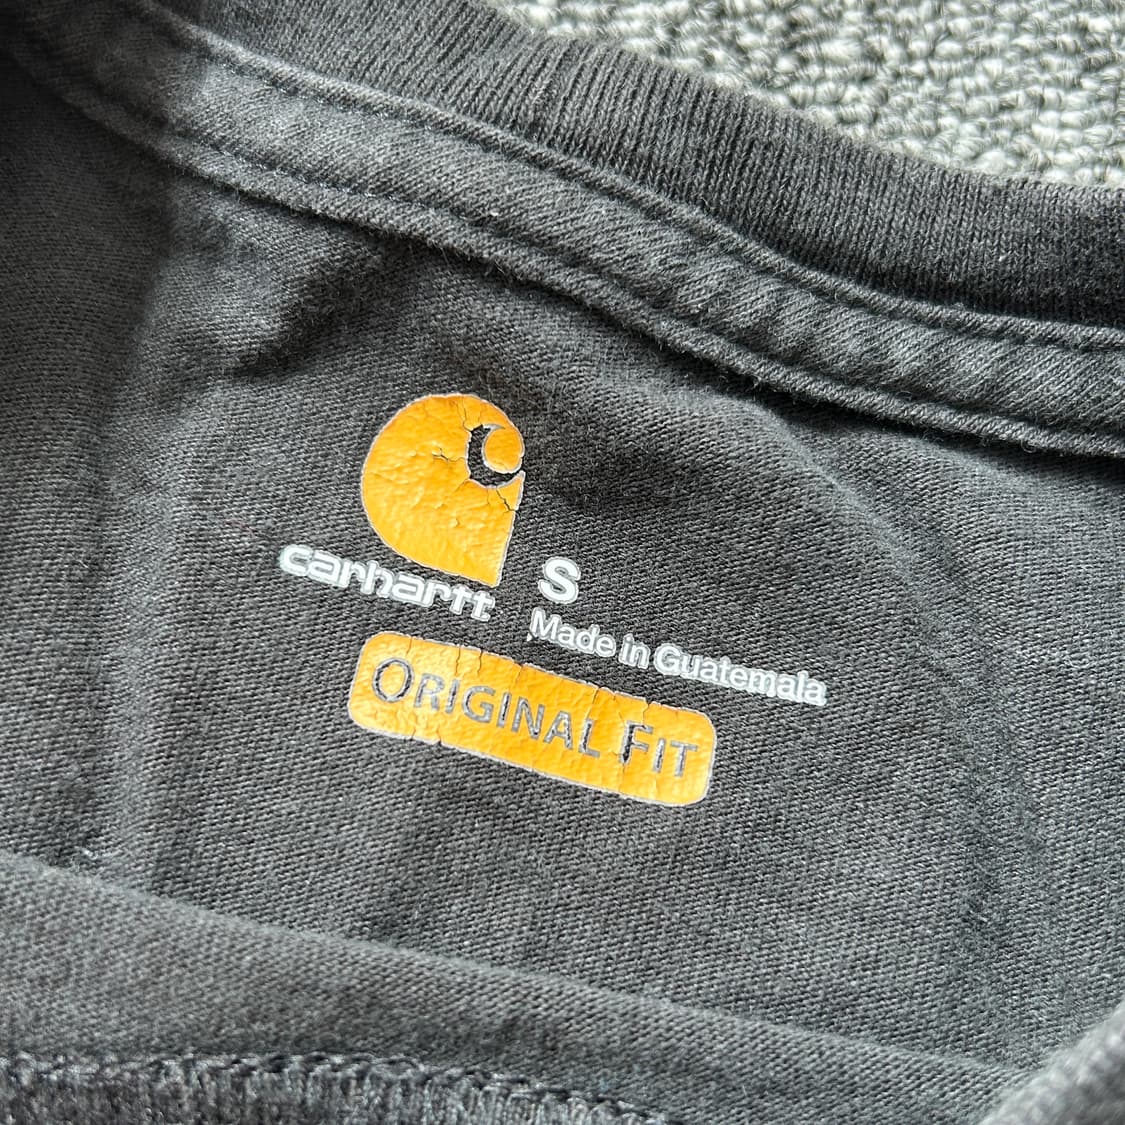 carhartt
S
Made in Guatemala
ORIGINAL FIT